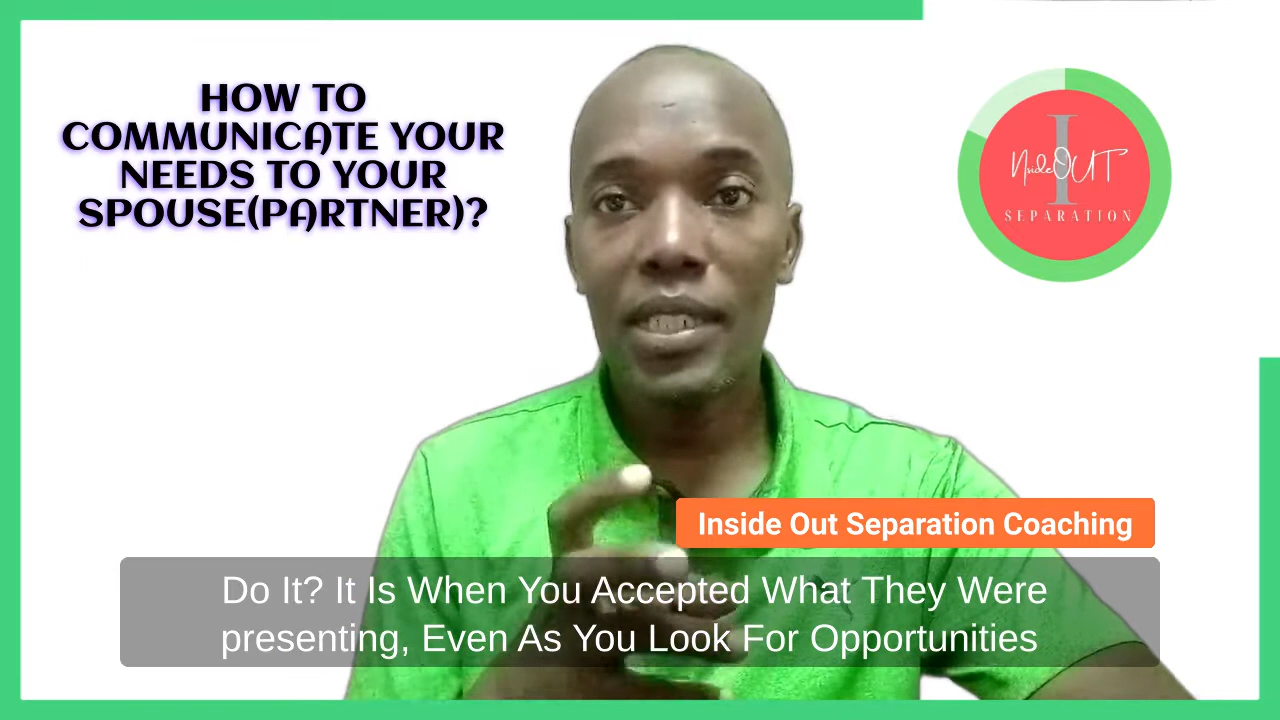 HOW TO
COMMUNICATE YOUR
NEEDS TO YOUR
SPOUSE(PARTNER)?
I
NsideOUT
SEPARATION
Inside Out Separation Coaching
Do It? It Is When You Accepted What They Were
presenting, Even As You Look For Opportunities